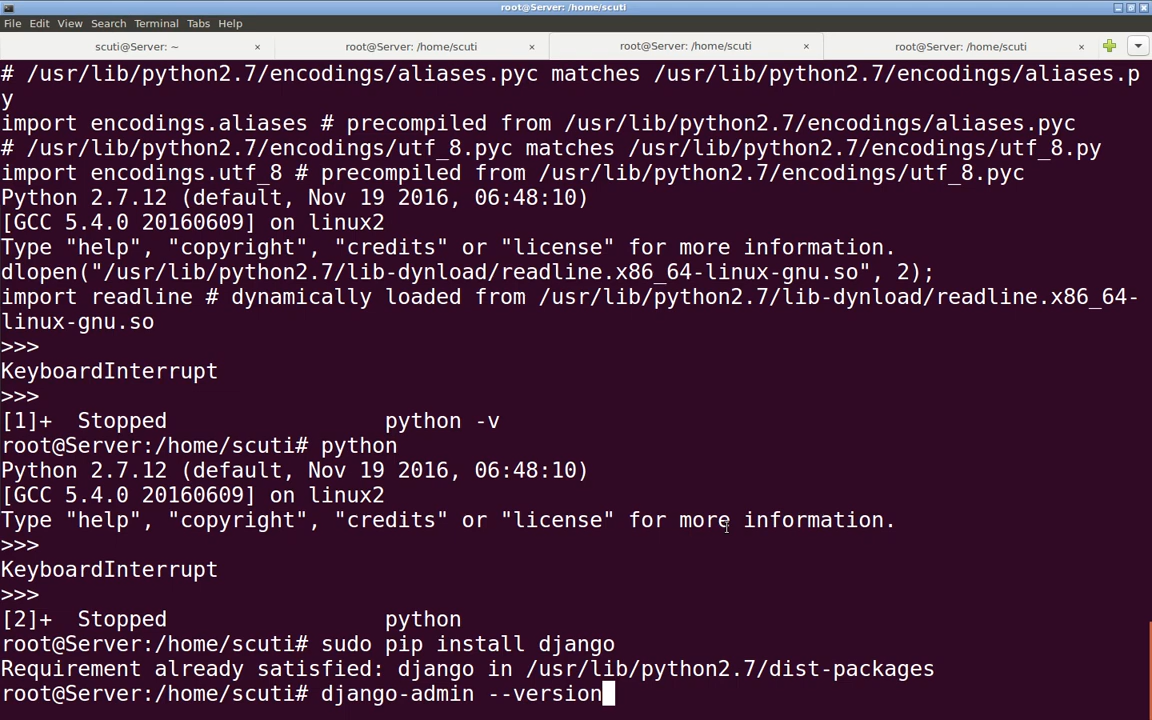 root@Server: /home/scuti
File Edit View Search Terminal Tabs Help
scuti@Server: ~ × root@Server: /home/scuti × root@Server: /home/scuti × root@Server: /home/scuti ×
# /usr/lib/python2.7/encodings/aliases.pyc matches /usr/lib/python2.7/encodings/aliases.p
y
import encodings.aliases # precompiled from /usr/lib/python2.7/encodings/aliases.pyc
# /usr/lib/python2.7/encodings/utf_8.pyc matches /usr/lib/python2.7/encodings/utf_8.py
import encodings.utf_8 # precompiled from /usr/lib/python2.7/encodings/utf_8.pyc
Python 2.7.12 (default, Nov 19 2016, 06:48:10)
[GCC 5.4.0 20160609] on linux2
Type "help", "copyright", "credits" or "license" for more information.
dlopen("/usr/lib/python2.7/lib-dynload/readline.x86_64-linux-gnu.so", 2);
import readline # dynamically loaded from /usr/lib/python2.7/lib-dynload/readline.x86_64-
linux-gnu.so
>>>
KeyboardInterrupt
>>>
[1]+  Stopped                 python -v
root@Server:/home/scuti# python
Python 2.7.12 (default, Nov 19 2016, 06:48:10)
[GCC 5.4.0 20160609] on linux2
Type "help", "copyright", "credits" or "license" for more information.
>>>
KeyboardInterrupt
>>>
[2]+  Stopped                 python
root@Server:/home/scuti# sudo pip install django
Requirement already satisfied: django in /usr/lib/python2.7/dist-packages
root@Server:/home/scuti# django-admin --version